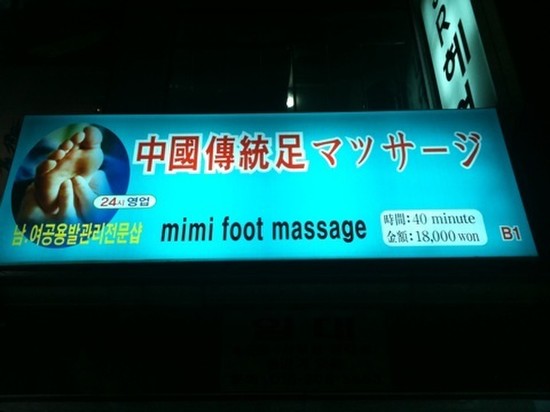 中國傳統足マッサージ
24시 영업
남.여공용발관리전문샵
mimi foot massage
時間:40 minute
金額:18,000 won
B1
헤